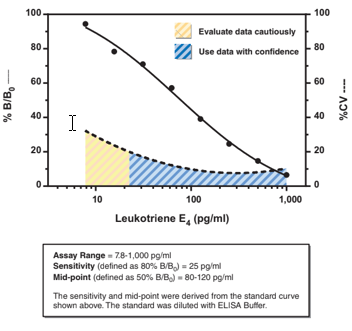 100
80
60
40
20
0
% B/B0
Evaluate data cautiously
Use data with confidence
100
80
60
40
20
0
%CV
10
100
1,000
Leukotriene E4 (pg/ml)
Assay Range = 7.8-1,000 pg/ml
Sensitivity (defined as 80% B/B0) = 25 pg/ml
Mid-point (defined as 50% B/B0) = 80-120 pg/ml
The sensitivity and mid-point were derived from the standard curve
shown above. The standard was diluted with ELISA Buffer.